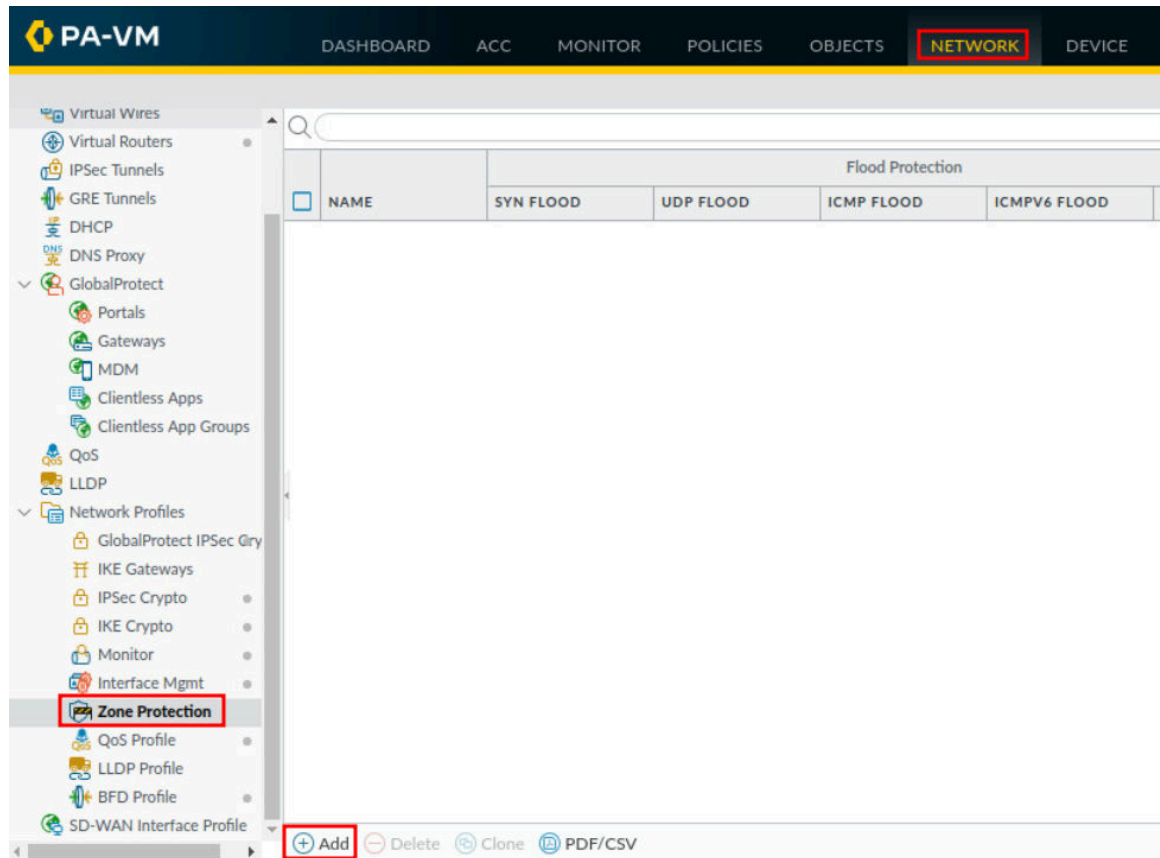 PA-VM
DASHBOARD ACC MONITOR POLICIES OBJECTS NETWORK DEVICE
Virtual Wires
Virtual Routers
IPSec Tunnels
GRE Tunnels
DHCP
DNS DNS Proxy
GlobalProtect
Portals
Gateways
MDM
Clientless Apps
Clientless App Groups
QoS QoS
LLDP
Network Profiles
GlobalProtect IPSec Cry
IKE Gateways
IPSec Crypto
IKE Crypto
Monitor
Interface Mgmt
Zone Protection
QoS QoS Profile
LLDP Profile
BFD Profile
SD-WAN Interface Profile
Flood Protection
NAME SYN FLOOD UDP FLOOD ICMP FLOOD ICMPV6 FLOOD
Add Delete Clone PDF/CSV